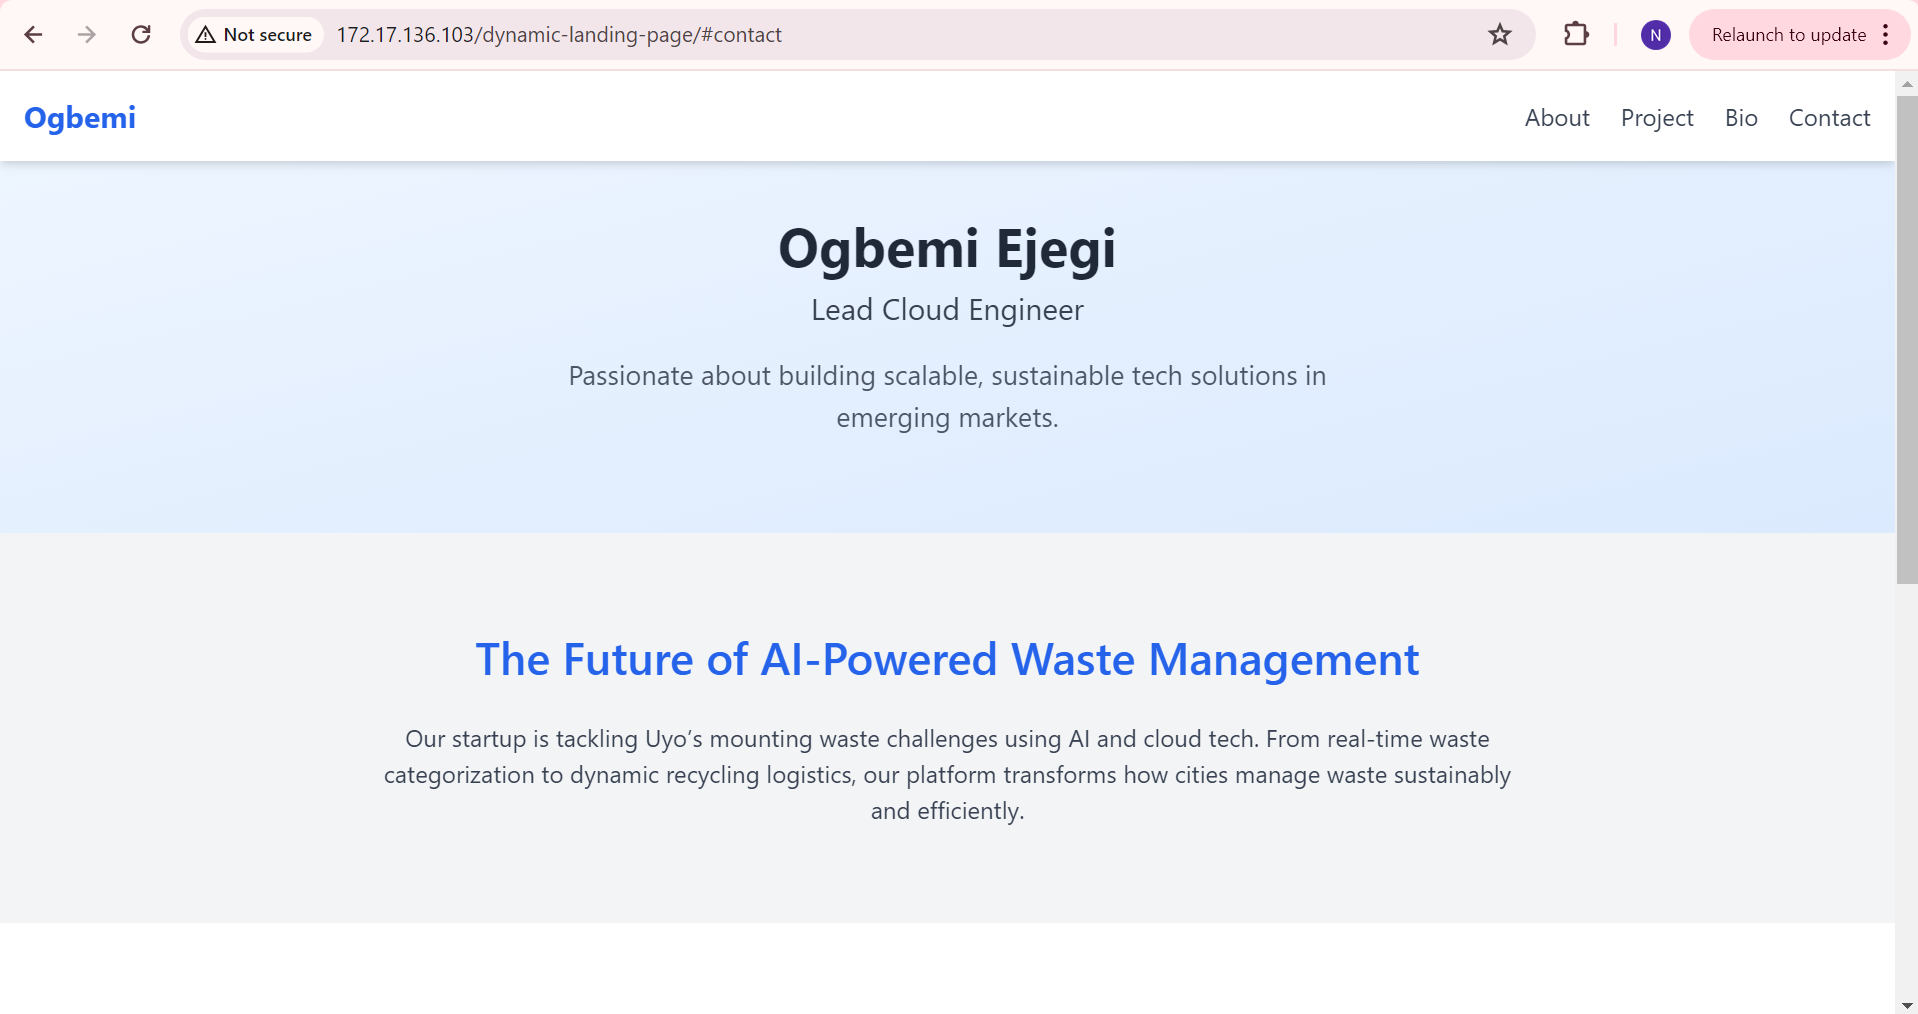 Not secure
172.17.136.103/dynamic-landing-page/#contact
N
Relaunch to update
Ogbemi
About Project Bio Contact
Ogbemi Ejegi
Lead Cloud Engineer
Passionate about building scalable, sustainable tech solutions in
emerging markets.
The Future of AI-Powered Waste Management
Our startup is tackling Uyo’s mounting waste challenges using AI and cloud tech. From real-time waste
categorization to dynamic recycling logistics, our platform transforms how cities manage waste sustainably
and efficiently.